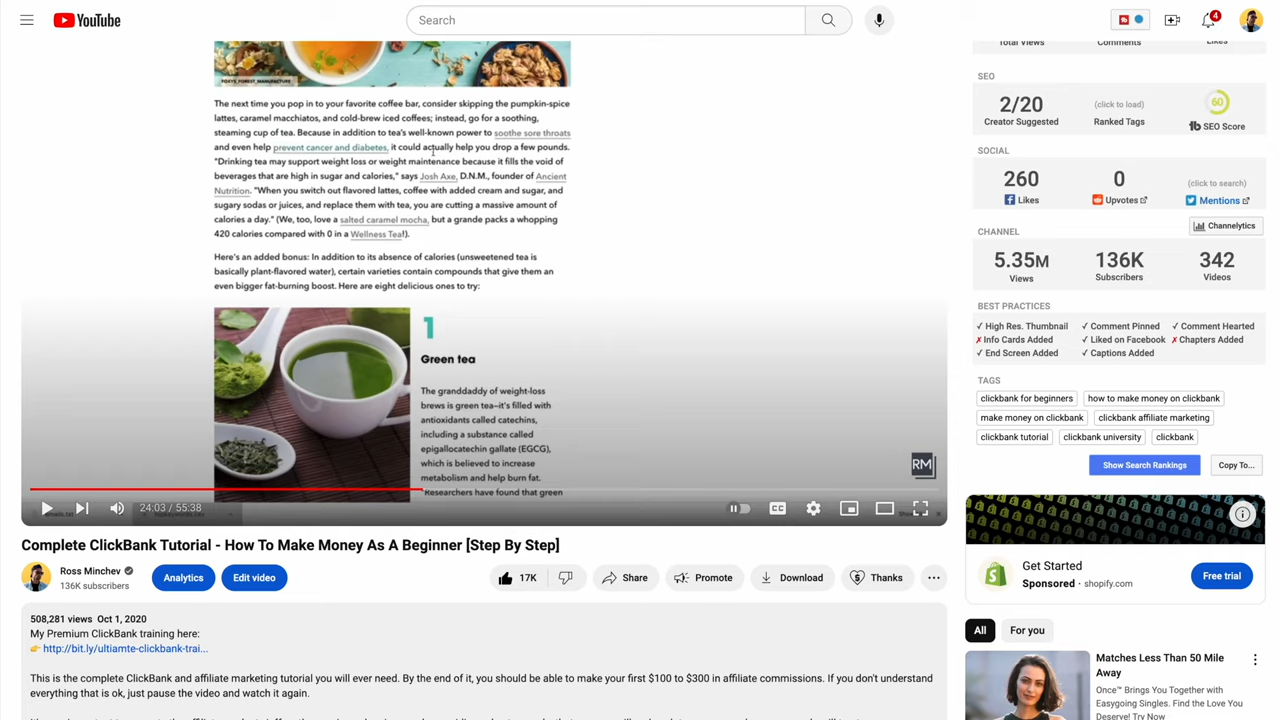 YouTube
Search
4
Total Views Comments Likes
FOXYS_FOREST_MANUFACTURE
The next time you pop in to your favorite coffee bar, consider skipping the pumpkin-spice
lattes, caramel macchiatos, and cold-brew iced coffees; instead, go for a soothing,
steaming cup of tea. Because in addition to tea's well-known power to soothe sore throats
and even help prevent cancer and diabetes, it could actually help you drop a few pounds.
"Drinking tea may support weight loss or weight maintenance because it fills the void of
beverages that are high in sugar and calories," says Josh Axe, D.N.M., founder of Ancient
Nutrition. "When you switch out flavored lattes, coffee with added cream and sugar, and
sugary sodas or juices, and replace them with tea, you are cutting a massive amount of
calories a day." (We, too, love a salted caramel mocha, but a grande packs a whopping
420 calories compared with 0 in a Wellness Tea!).
Here's an added bonus: In addition to its absence of calories (unsweetened tea is
basically plant-flavored water), certain varieties contain compounds that give them an
even bigger fat-burning boost. Here are eight delicious ones to try:
1
Green tea
The granddaddy of weight-loss
brews is green tea—it's filled with
antioxidants called catechins,
including a substance called
epigallocatechin gallate (EGCG),
which is believed to increase
metabolism and help burn fat.
Researchers have found that green
RM
24:03 / 55:38
CC
Complete ClickBank Tutorial - How To Make Money As A Beginner [Step By Step]
Ross Minchev
136K subscribers
Analytics
Edit video
17K
Share
Promote
Download
Thanks
508,281 views Oct 1, 2020
My Premium ClickBank training here:
👉 http://bit.ly/ultiamte-clickbank-trai...
This is the complete ClickBank and affiliate marketing tutorial you will ever need. By the end of it, you should be able to make your first $100 to $300 in affiliate commissions. If you don't understand
everything that is ok, just pause the video and watch it again.
SEO
2/20 (click to load) 60
Creator Suggested Ranked Tags tb SEO Score
SOCIAL
260 0 (click to search)
Likes Upvotes Mentions
CHANNEL Channelytics
5.35M 136K 342
Views Subscribers Videos
BEST PRACTICES
✓ High Res. Thumbnail ✓ Comment Pinned ✓ Comment Hearted
✗ Info Cards Added ✓ Liked on Facebook ✗ Chapters Added
✓ End Screen Added ✓ Captions Added
TAGS
clickbank for beginners how to make money on clickbank
make money on clickbank clickbank affiliate marketing
clickbank tutorial clickbank university clickbank
Show Search Rankings Copy To...
Get Started
Sponsored · shopify.com
Free trial
All For you
Matches Less Than 50 Mile
Away
Once™ Brings You Together with
Easygoing Singles. Find the Love You
Deserve Try Now